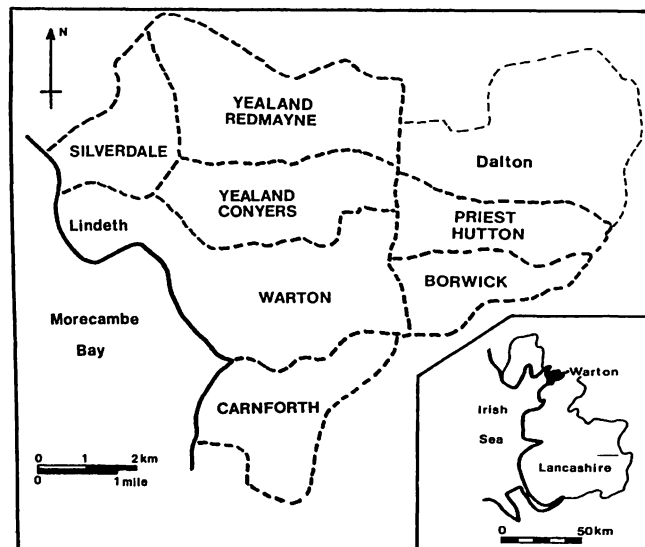 N
YEALAND
REDMAYNE
SILVERDALE
Dalton
YEALAND
CONYERS
Lindeth
PRIEST
HUTTON
BORWICK
WARTON
Morecambe
Bay
CARNFORTH
0 1 2km
0 1mile
Warton
Irish
Sea
Lancashire
0 50km